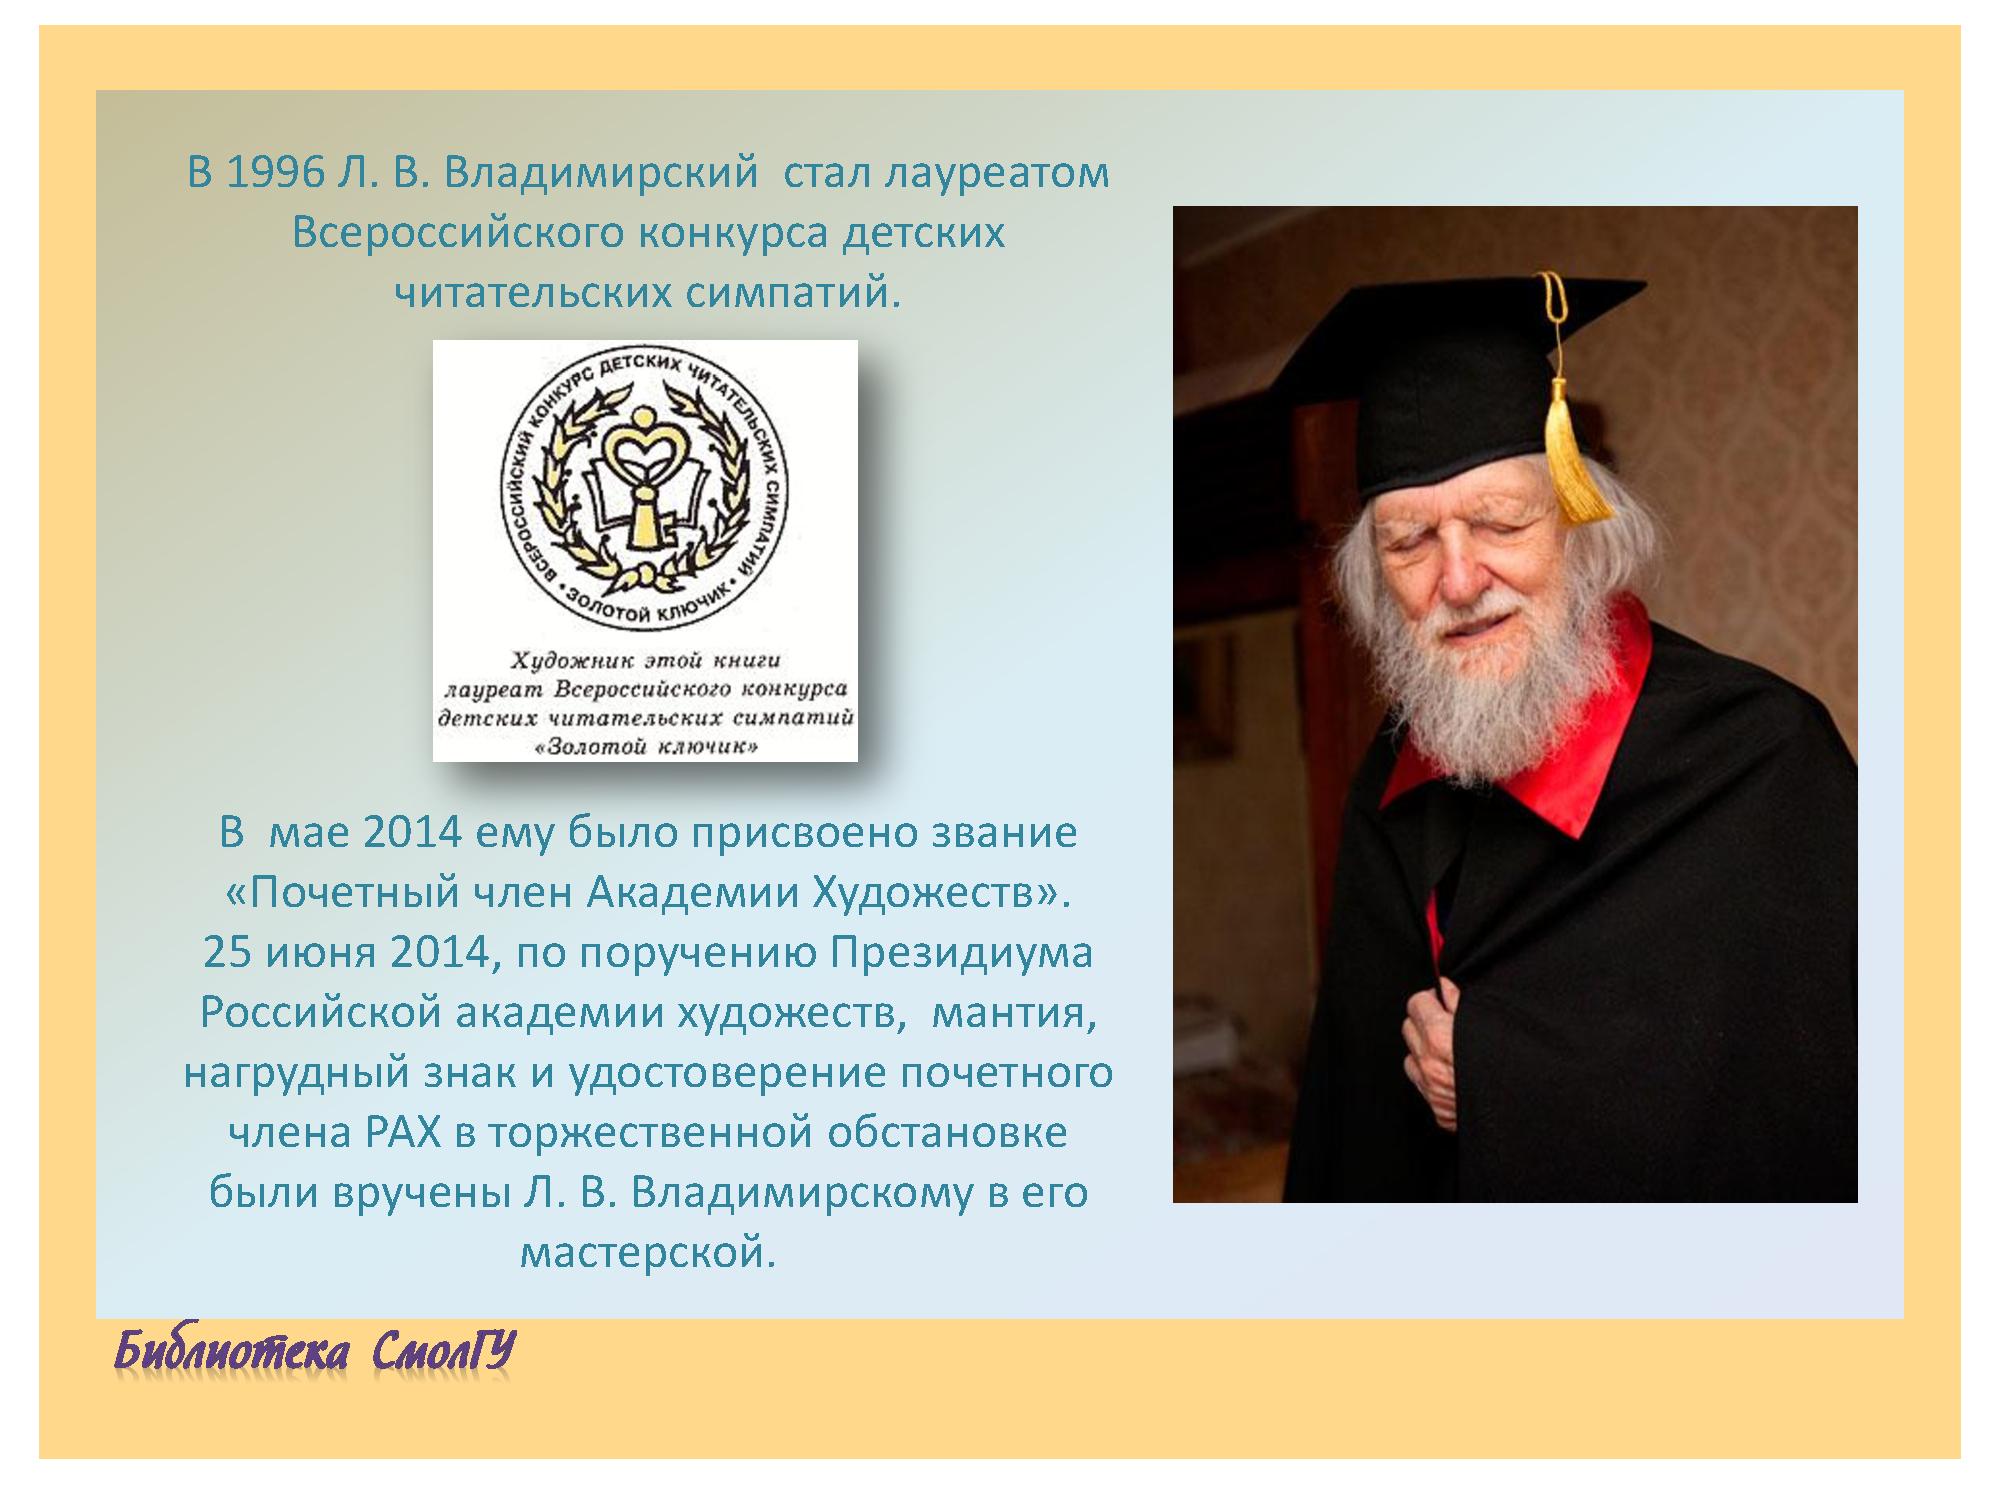 В 1996 Л. В. Владимирский стал лауреатом
Всероссийского конкурса детских
читательских симпатий.
ВСЕРОССИЙСКИЙ КОНКУРС ДЕТСКИХ ЧИТАТЕЛЬСКИХ СИМПАТИЙ •
ЗОЛОТОЙ КЛЮЧИК •
Художник этой книги
лауреат Всероссийского конкурса
детских читательских симпатий
«Золотой ключик»
В мае 2014 ему было присвоено звание
«Почетный член Академии Художеств».
25 июня 2014, по поручению Президиума
Российской академии художеств, мантия,
нагрудный знак и удостоверение почетного
члена РАХ в торжественной обстановке
были вручены Л. В. Владимирскому в его
мастерской.
Библиотека СмолГУ